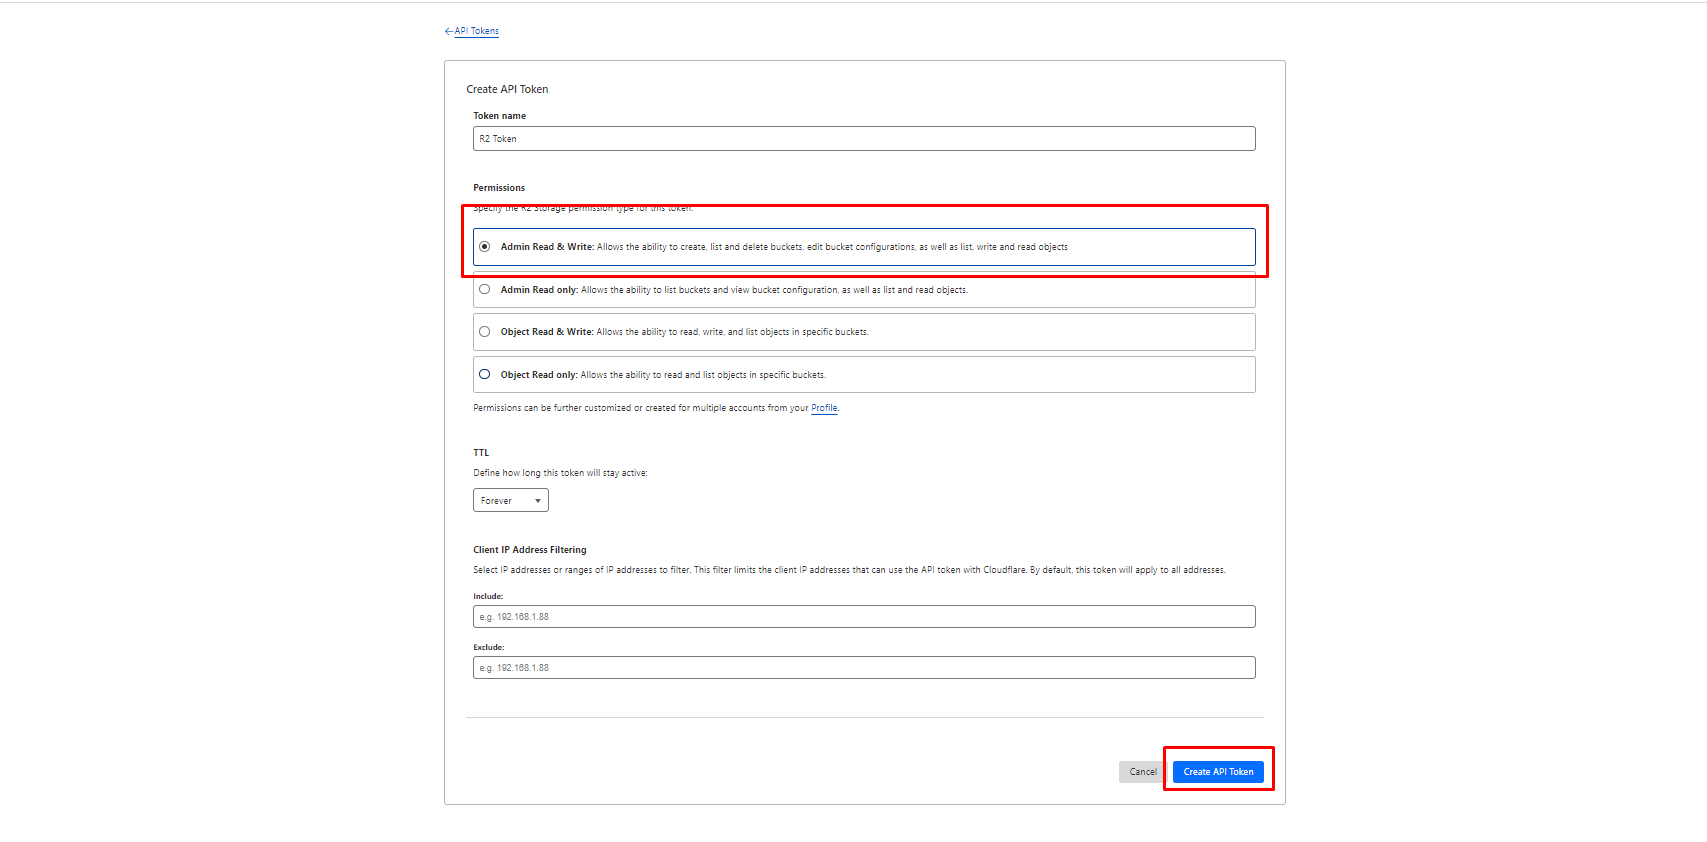 ←API Tokens
Create API Token
Token name
R2 Token
Permissions
Specify the R2 Storage permission type for this token.
Admin Read & Write: Allows the ability to create, list and delete buckets, edit bucket configurations, as well as list, write and read objects
Admin Read only: Allows the ability to list buckets and view bucket configuration, as well as list and read objects.
Object Read & Write: Allows the ability to read, write, and list objects in specific buckets.
Object Read only: Allows the ability to read and list objects in specific buckets.
Permissions can be further customized or created for multiple accounts from your Profile.
TTL
Define how long this token will stay active:
Forever
Client IP Address Filtering
Select IP addresses or ranges of IP addresses to filter. This filter limits the client IP addresses that can use the API token with Cloudflare. By default, this token will apply to all addresses.
Include:
e.g. 192.168.1.88
Exclude:
e.g. 192.168.1.88
Cancel Create API Token